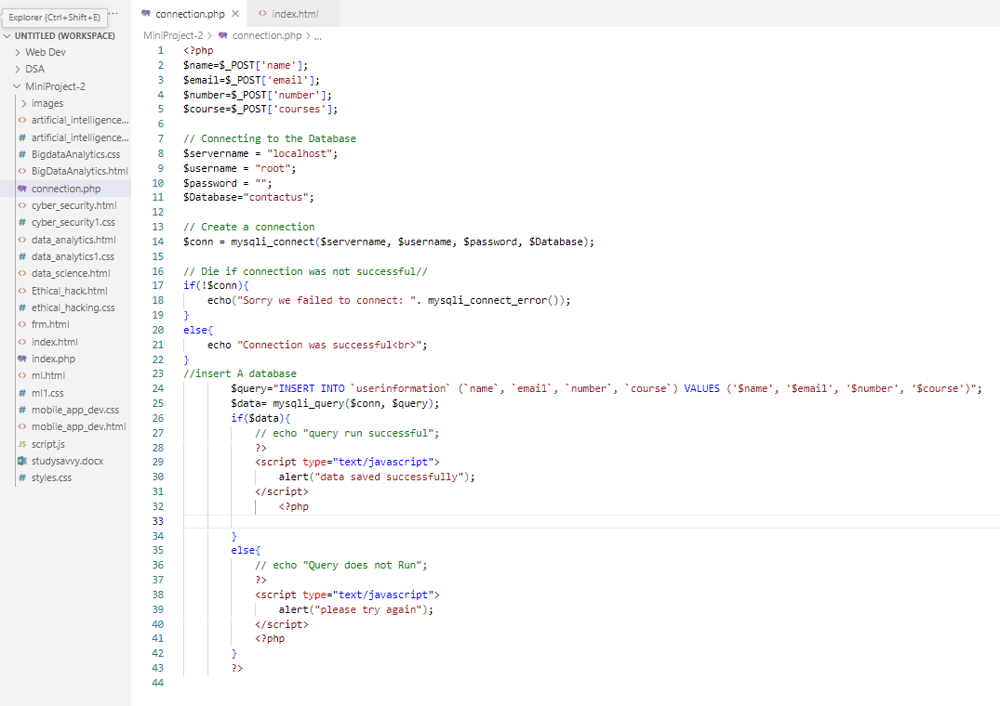 Explorer (Ctrl+Shift+E)
...
connection.php ×
<> index.html
UNTITLED (WORKSPACE)
Web Dev
DSA
MiniProject-2
images
<> artificial_intelligence...
# artificial_intelligence...
# BigdataAnalytics.css
<> BigDataAnalytics.html
connection.php
<> cyber_security.html
# cyber_security1.css
<> data_analytics.html
# data_analytics1.css
<> data_science.html
<> Ethical_hack.html
# ethical_hacking.css
<> frm.html
<> index.html
index.php
<> ml.html
# ml1.css
# mobile_app_dev.css
<> mobile_app_dev.html
JS script.js
studysavvy.docx
# styles.css
MiniProject-2 > connection.php > ...
1 <?php
2 $name=$_POST['name'];
3 $email=$_POST['email'];
4 $number=$_POST['number'];
5 $course=$_POST['courses'];
6
7 // Connecting to the Database
8 $servername = "localhost";
9 $username = "root";
10 $password = "";
11 $Database="contactus";
12
13 // Create a connection
14 $conn = mysqli_connect($servername, $username, $password, $Database);
15
16 // Die if connection was not successful//
17 if(!$conn){
18 echo("Sorry we failed to connect: ". mysqli_connect_error());
19 }
20 else{
21 echo "Connection was successful<br>";
22 }
23 //insert A database
24 $query="INSERT INTO `userinformation` (`name`, `email`, `number`, `course`) VALUES ('$name', '$email', '$number', '$course')";
25 $data= mysqli_query($conn, $query);
26 if($data){
27 // echo "query run successful";
28 ?>
29 <script type="text/javascript">
30 alert("data saved successfully");
31 </script>
32 <?php
33
34 }
35 else{
36 // echo "Query does not Run";
37 ?>
38 <script type="text/javascript">
39 alert("please try again");
40 </script>
41 <?php
42 }
43 ?>
44